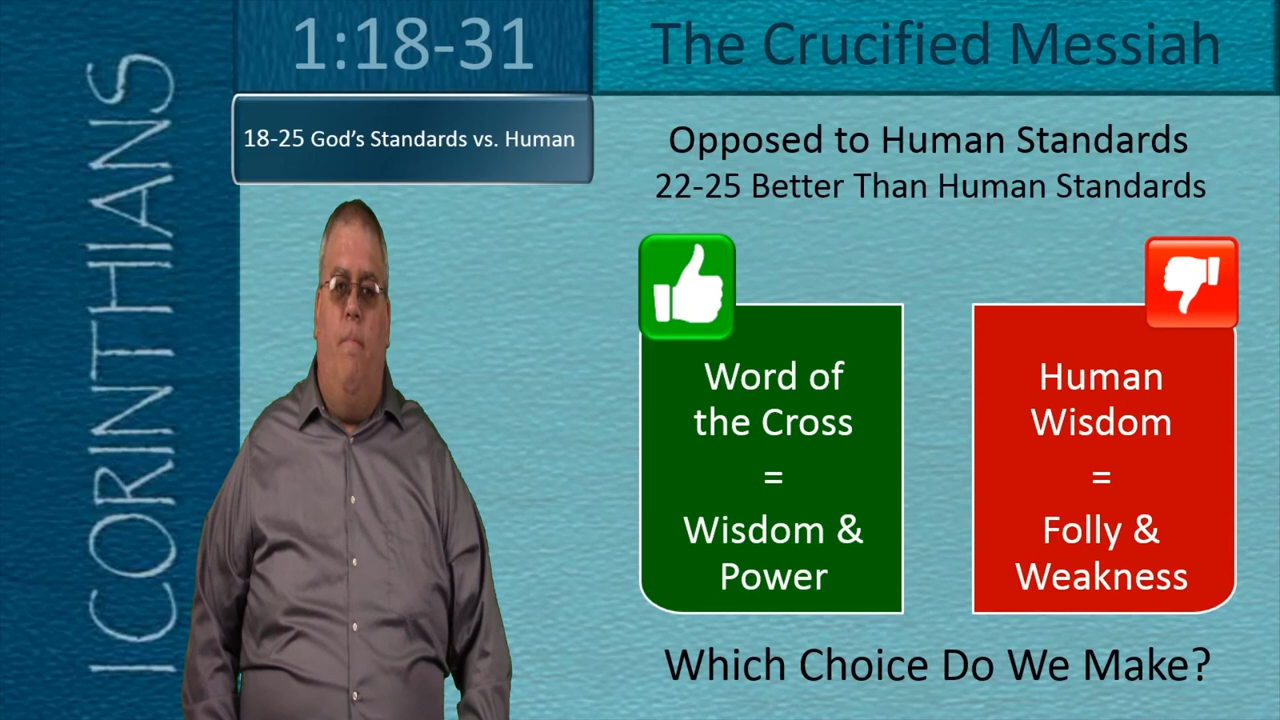 I CORINTHIANS
1:18-31
The Crucified Messiah
18-25 God's Standards vs. Human
Opposed to Human Standards
22-25 Better Than Human Standards
Word of
the Cross
=
Wisdom &
Power
Human
Wisdom
=
Folly &
Weakness
Which Choice Do We Make?